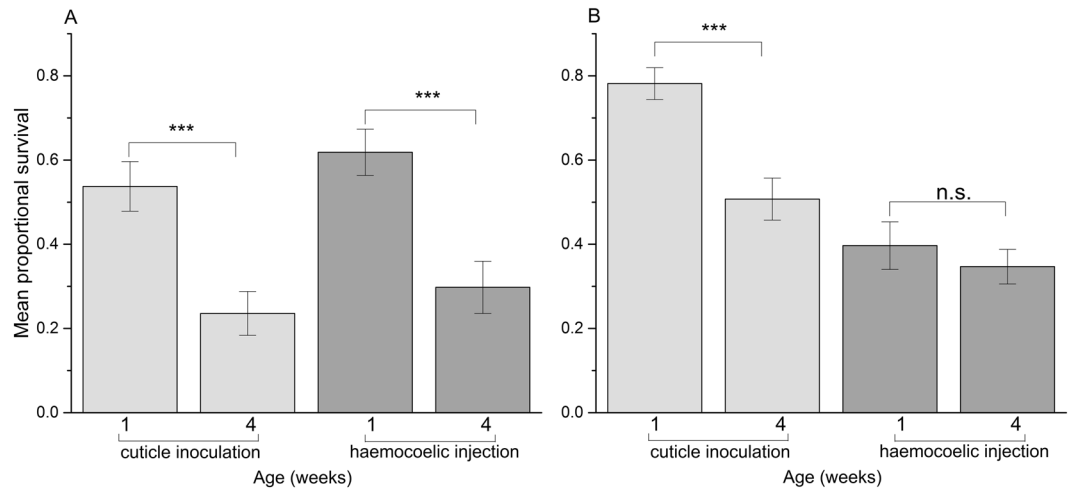 A
Mean proportional survival
0.8
0.6
0.4
0.2
0.0
***
***
1
4
1
4
cuticle inoculation
haemocoelic injection
Age (weeks)
B
0.8
0.6
0.4
0.2
0.0
***
n.s.
1
4
1
4
cuticle inoculation
haemocoelic injection
Age (weeks)